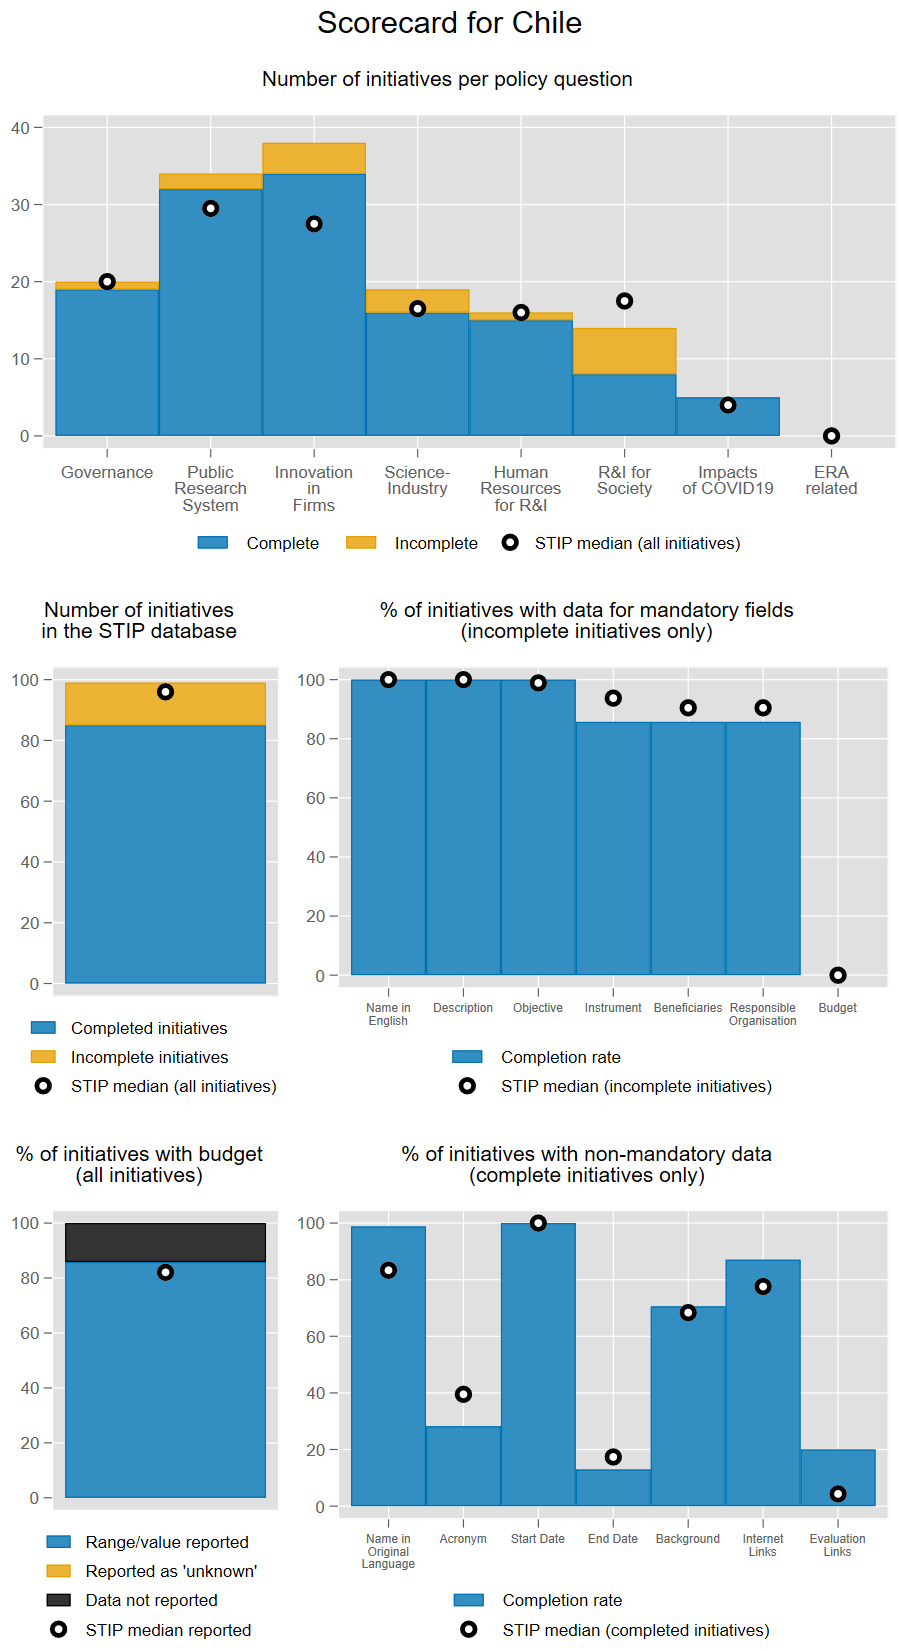 Scorecard for Chile
Number of initiatives per policy question
40
30
20
10
0
Governance
Public
Research
System
Innovation
in
Firms
Science-
Industry
Human
Resources
for R&I
R&I for
Society
Impacts
of COVID19
ERA
related
Complete
Incomplete
STIP median (all initiatives)
Number of initiatives
in the STIP database
100
80
60
40
20
0
Completed initiatives
Incomplete initiatives
STIP median (all initiatives)
% of initiatives with data for mandatory fields
(incomplete initiatives only)
100
80
60
40
20
0
Name in
English
Description
Objective
Instrument
Beneficiaries
Responsible
Organisation
Budget
Completion rate
STIP median (incomplete initiatives)
% of initiatives with budget
(all initiatives)
100
80
60
40
20
0
Range/value reported
Reported as 'unknown'
Data not reported
STIP median reported
% of initiatives with non-mandatory data
(complete initiatives only)
100
80
60
40
20
0
Name in
Original
Language
Acronym
Start Date
End Date
Background
Internet
Links
Evaluation
Links
Completion rate
STIP median (completed initiatives)